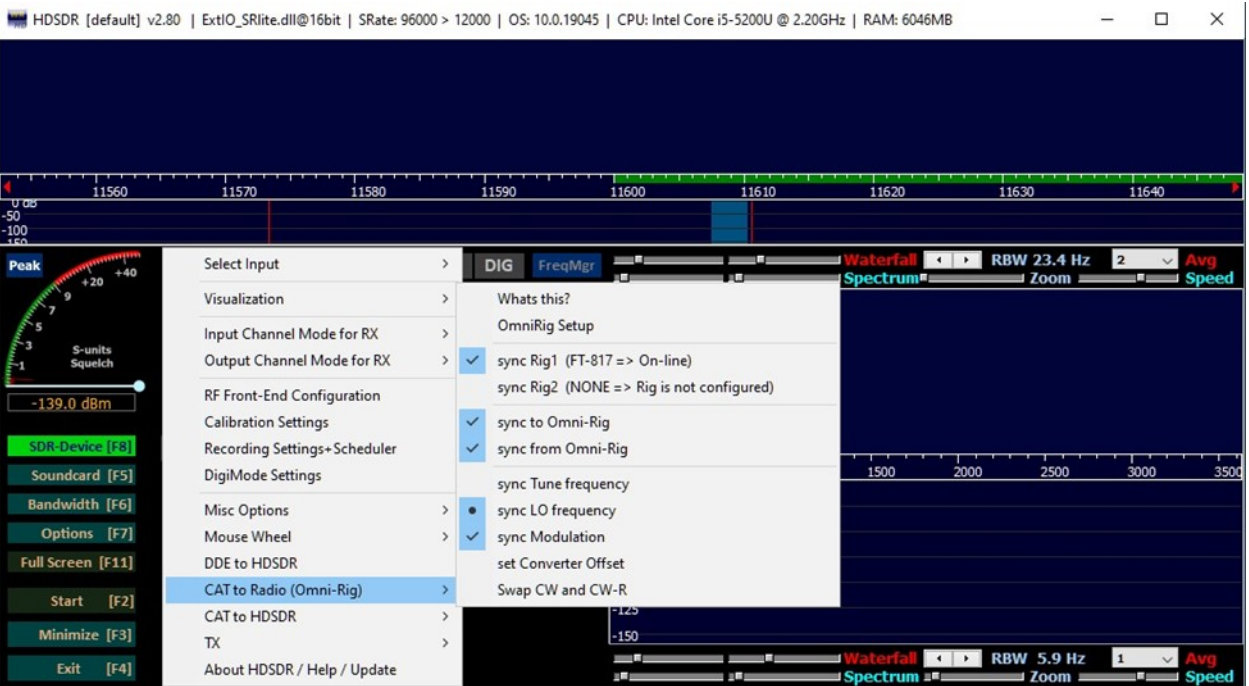 HDSDR [default] v2.80 | ExtIO_SRlite.dll@16bit | SRate: 96000 > 12000 | OS: 10.0.19045 | CPU: Intel Core i5-5200U @ 2.20GHz | RAM: 6046MB
11560 11570 11580 11590 11600 11610 11620 11630 11640
0 dB
-50
-100
-150
Peak
1 3 5 7 9 +20 +40
S-units
Squelch
-139.0 dBm
SDR-Device [F8]
Soundcard [F5]
Bandwidth [F6]
Options [F7]
Full Screen [F11]
Start [F2]
Minimize [F3]
Exit [F4]
Select Input
Visualization
Input Channel Mode for RX
Output Channel Mode for RX
RF Front-End Configuration
Calibration Settings
Recording Settings+Scheduler
DigiMode Settings
Misc Options
Mouse Wheel
DDE to HDSDR
CAT to Radio (Omni-Rig)
CAT to HDSDR
TX
About HDSDR / Help / Update
DIG FreqMgr
Whats this?
OmniRig Setup
sync Rig1 (FT-817 => On-line)
sync Rig2 (NONE => Rig is not configured)
sync to Omni-Rig
sync from Omni-Rig
sync Tune frequency
sync LO frequency
sync Modulation
set Converter Offset
Swap CW and CW-R
Waterfall RBW 23.4 Hz 2 Avg
Spectrum Zoom Speed
1500 2000 2500 3000 3500
-125
-150
Waterfall RBW 5.9 Hz 1 Avg
Spectrum Zoom Speed